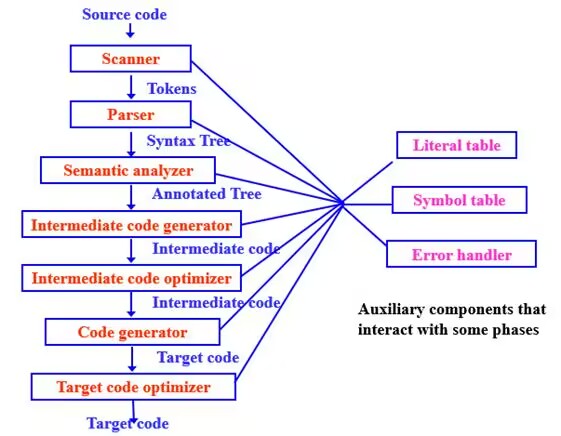 Source code
Scanner
Tokens
Parser
Syntax Tree
Semantic analyzer
Annotated Tree
Intermediate code generator
Intermediate code
Intermediate code optimizer
Intermediate code
Code generator
Target code
Target code optimizer
Target code
Literal table
Symbol table
Error handler
Auxiliary components that
interact with some phases